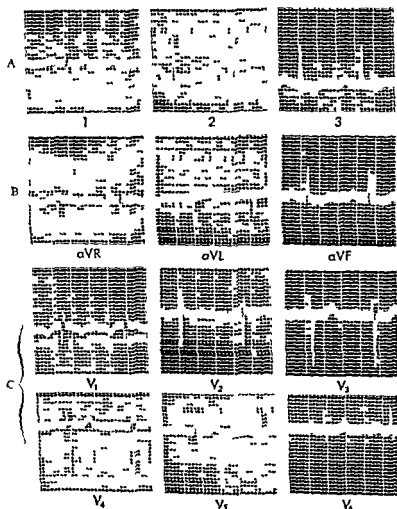 A
1 2 3
B
aVR aVL aVF
C
V₁ V₂ V₃
V₄ V₅ V₆